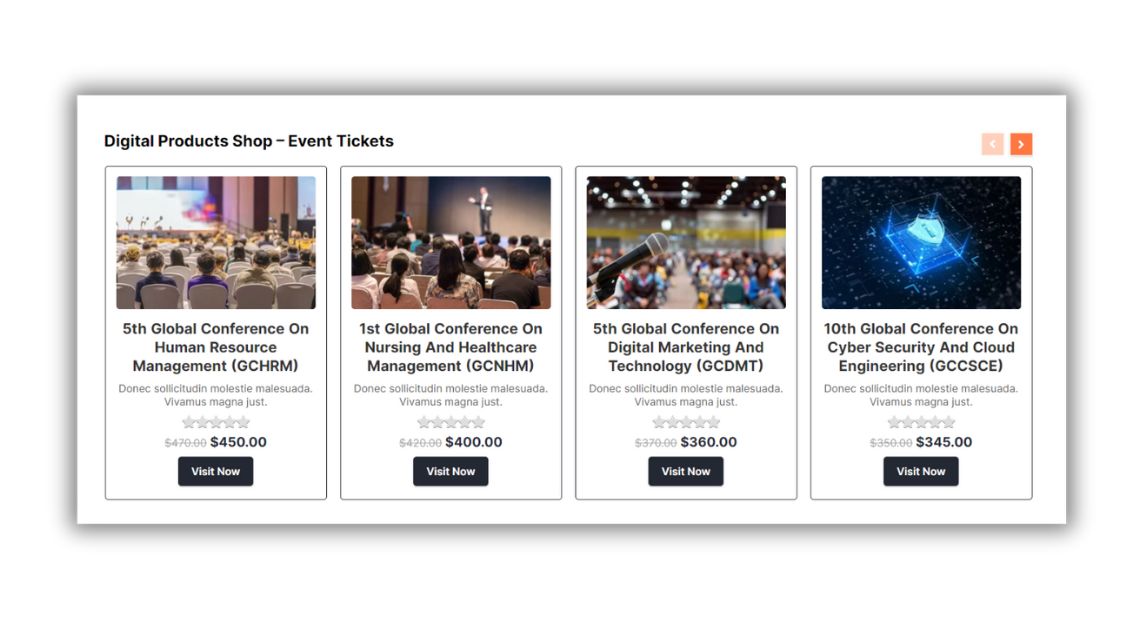 Digital Products Shop – Event Tickets
5th Global Conference On
Human Resource
Management (GCHRM)
Donec sollicitudin molestie malesuada.
Vivamus magna just.
$470.00 $450.00
Visit Now
1st Global Conference On
Nursing And Healthcare
Management (GCNHM)
Donec sollicitudin molestie malesuada.
Vivamus magna just.
$420.00 $400.00
Visit Now
5th Global Conference On
Digital Marketing And
Technology (GCDMT)
Donec sollicitudin molestie malesuada.
Vivamus magna just.
$370.00 $360.00
Visit Now
10th Global Conference On
Cyber Security And Cloud
Engineering (GCCSCE)
Donec sollicitudin molestie malesuada.
Vivamus magna just.
$350.00 $345.00
Visit Now